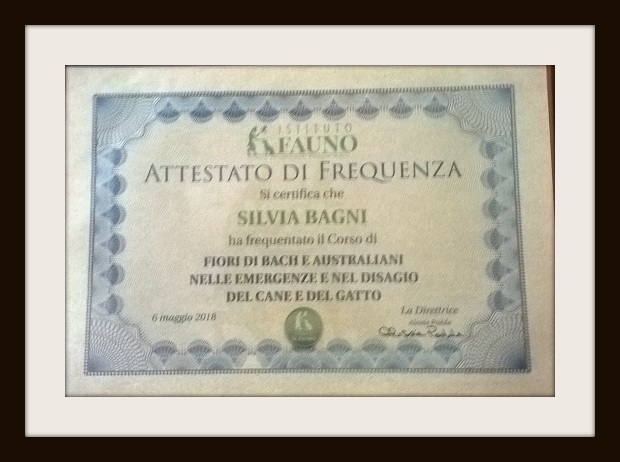 ISTITUTO
FAUNO
ATTESTATO DI FREQUENZA
Si certifica che
SILVIA BAGNI
ha frequentato il Corso di
FIORI DI BACH E AUSTRALIANI
NELLE EMERGENZE E NEL DISAGIO
DEL CANE E DEL GATTO
6 maggio 2018
La Direttrice